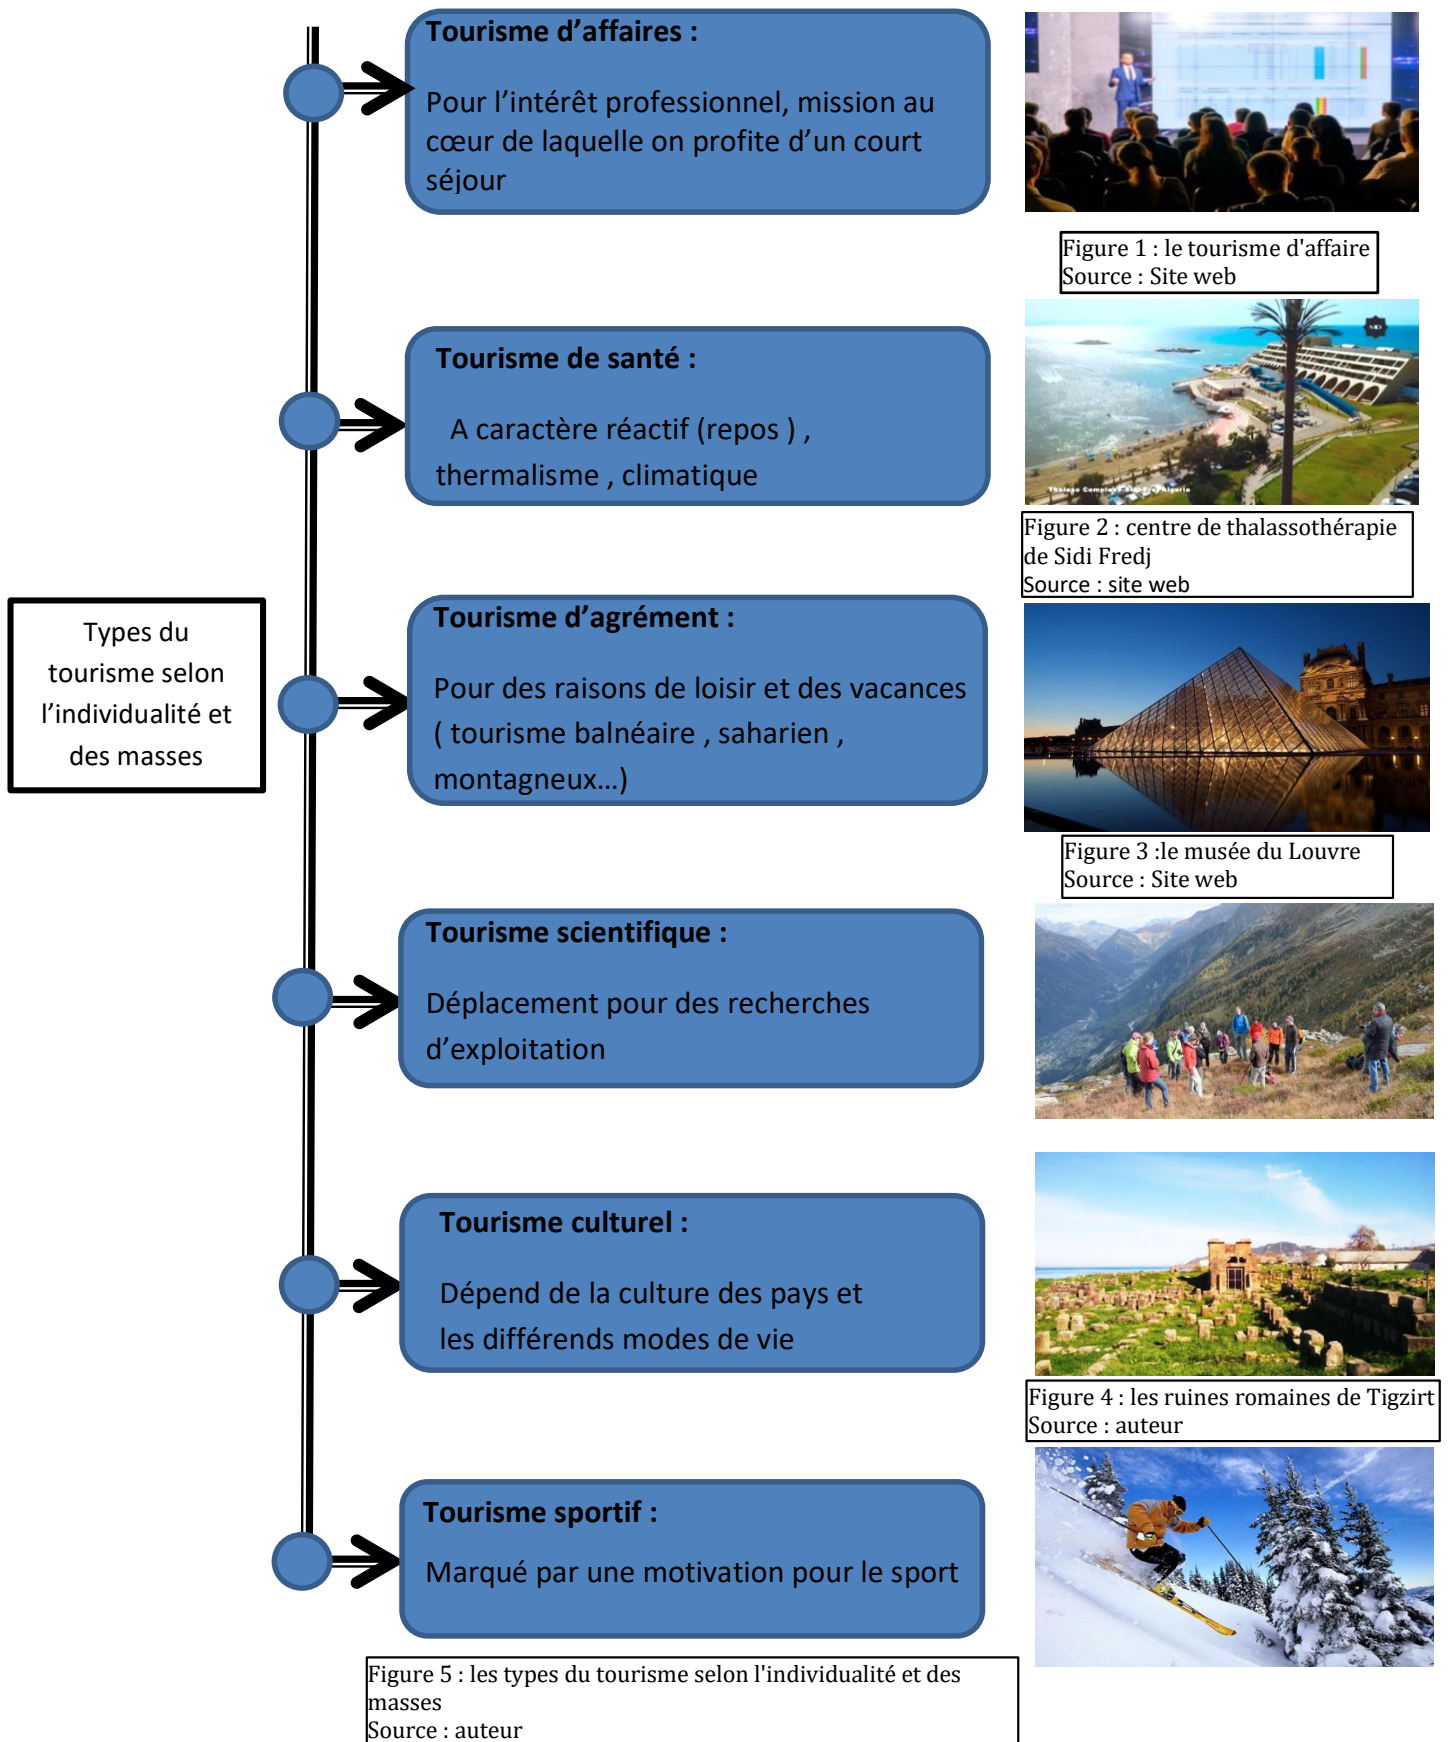 Tourisme d’affaires :
Pour l’intérêt professionnel, mission au
cœur de laquelle on profite d’un court
séjour
Figure 1 : le tourisme d'affaire
Source : Site web
Tourisme de santé :
A caractère réactif (repos ) ,
thermalisme , climatique
Figure 2 : centre de thalassothérapie
de Sidi Fredj
Source : site web
Types du
tourisme selon
l’individualité et
des masses
Tourisme d’agrément :
Pour des raisons de loisir et des vacances
( tourisme balnéaire , saharien ,
montagneux…)
Figure 3 :le musée du Louvre
Source : Site web
Tourisme scientifique :
Déplacement pour des recherches
d’exploitation
Tourisme culturel :
Dépend de la culture des pays et
les différends modes de vie
Figure 4 : les ruines romaines de Tigzirt
Source : auteur
Tourisme sportif :
Marqué par une motivation pour le sport
Figure 5 : les types du tourisme selon l'individualité et des
masses
Source : auteur